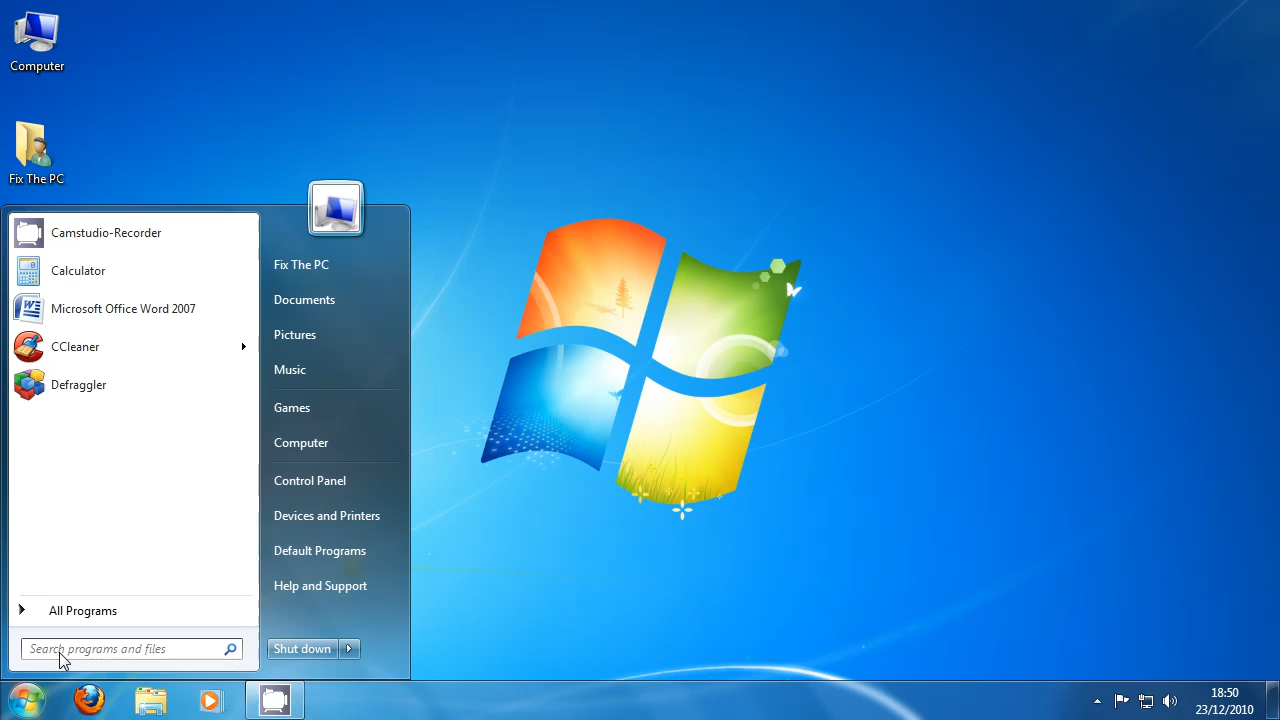 Computer
Fix The PC
Camstudio-Recorder
Calculator
Microsoft Office Word 2007
CCleaner
Defraggler
All Programs
Search programs and files
Fix The PC
Documents
Pictures
Music
Games
Computer
Control Panel
Devices and Printers
Default Programs
Help and Support
Shut down
18:50
23/12/2010